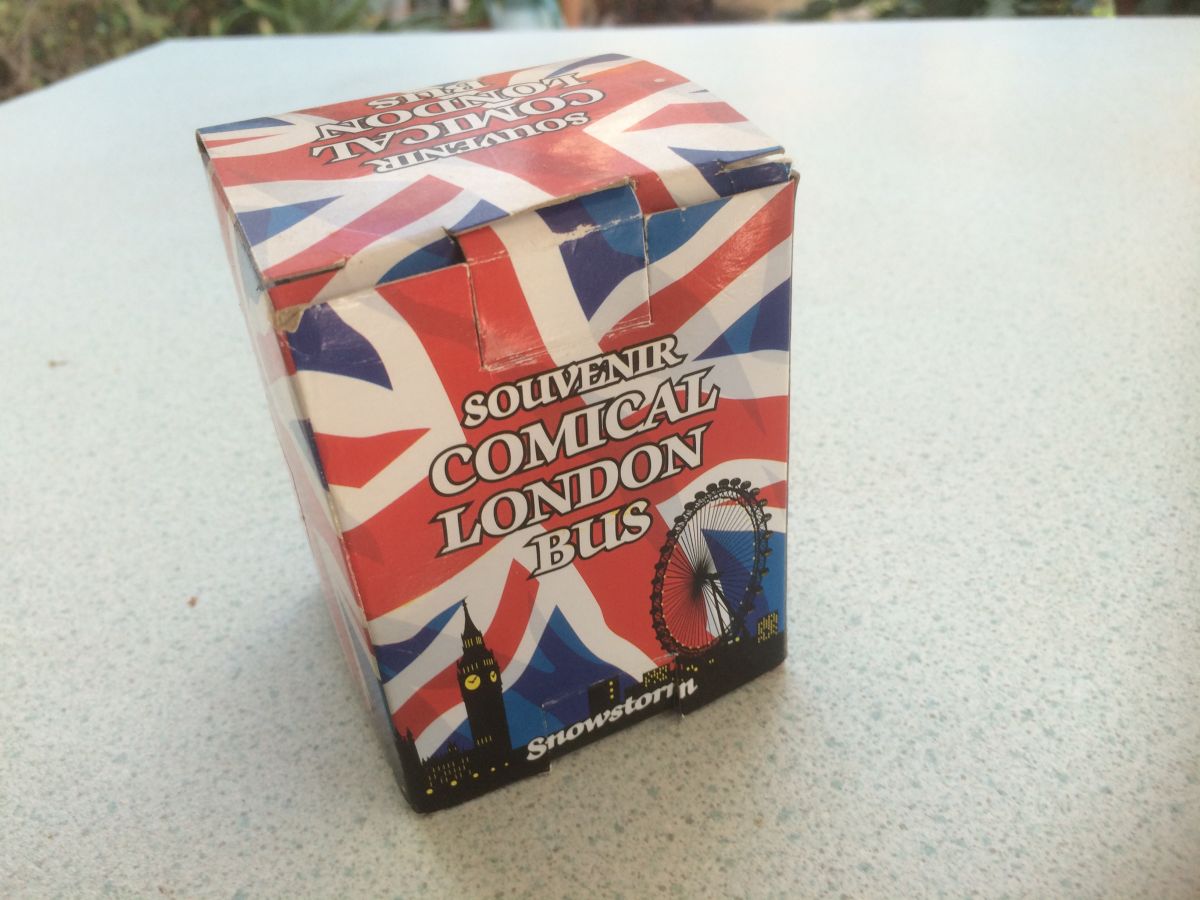 SOUVENIR
COMICAL
LONDON
BUS
SOUVENIR
COMICAL
LONDON
BUS
Snowstorm